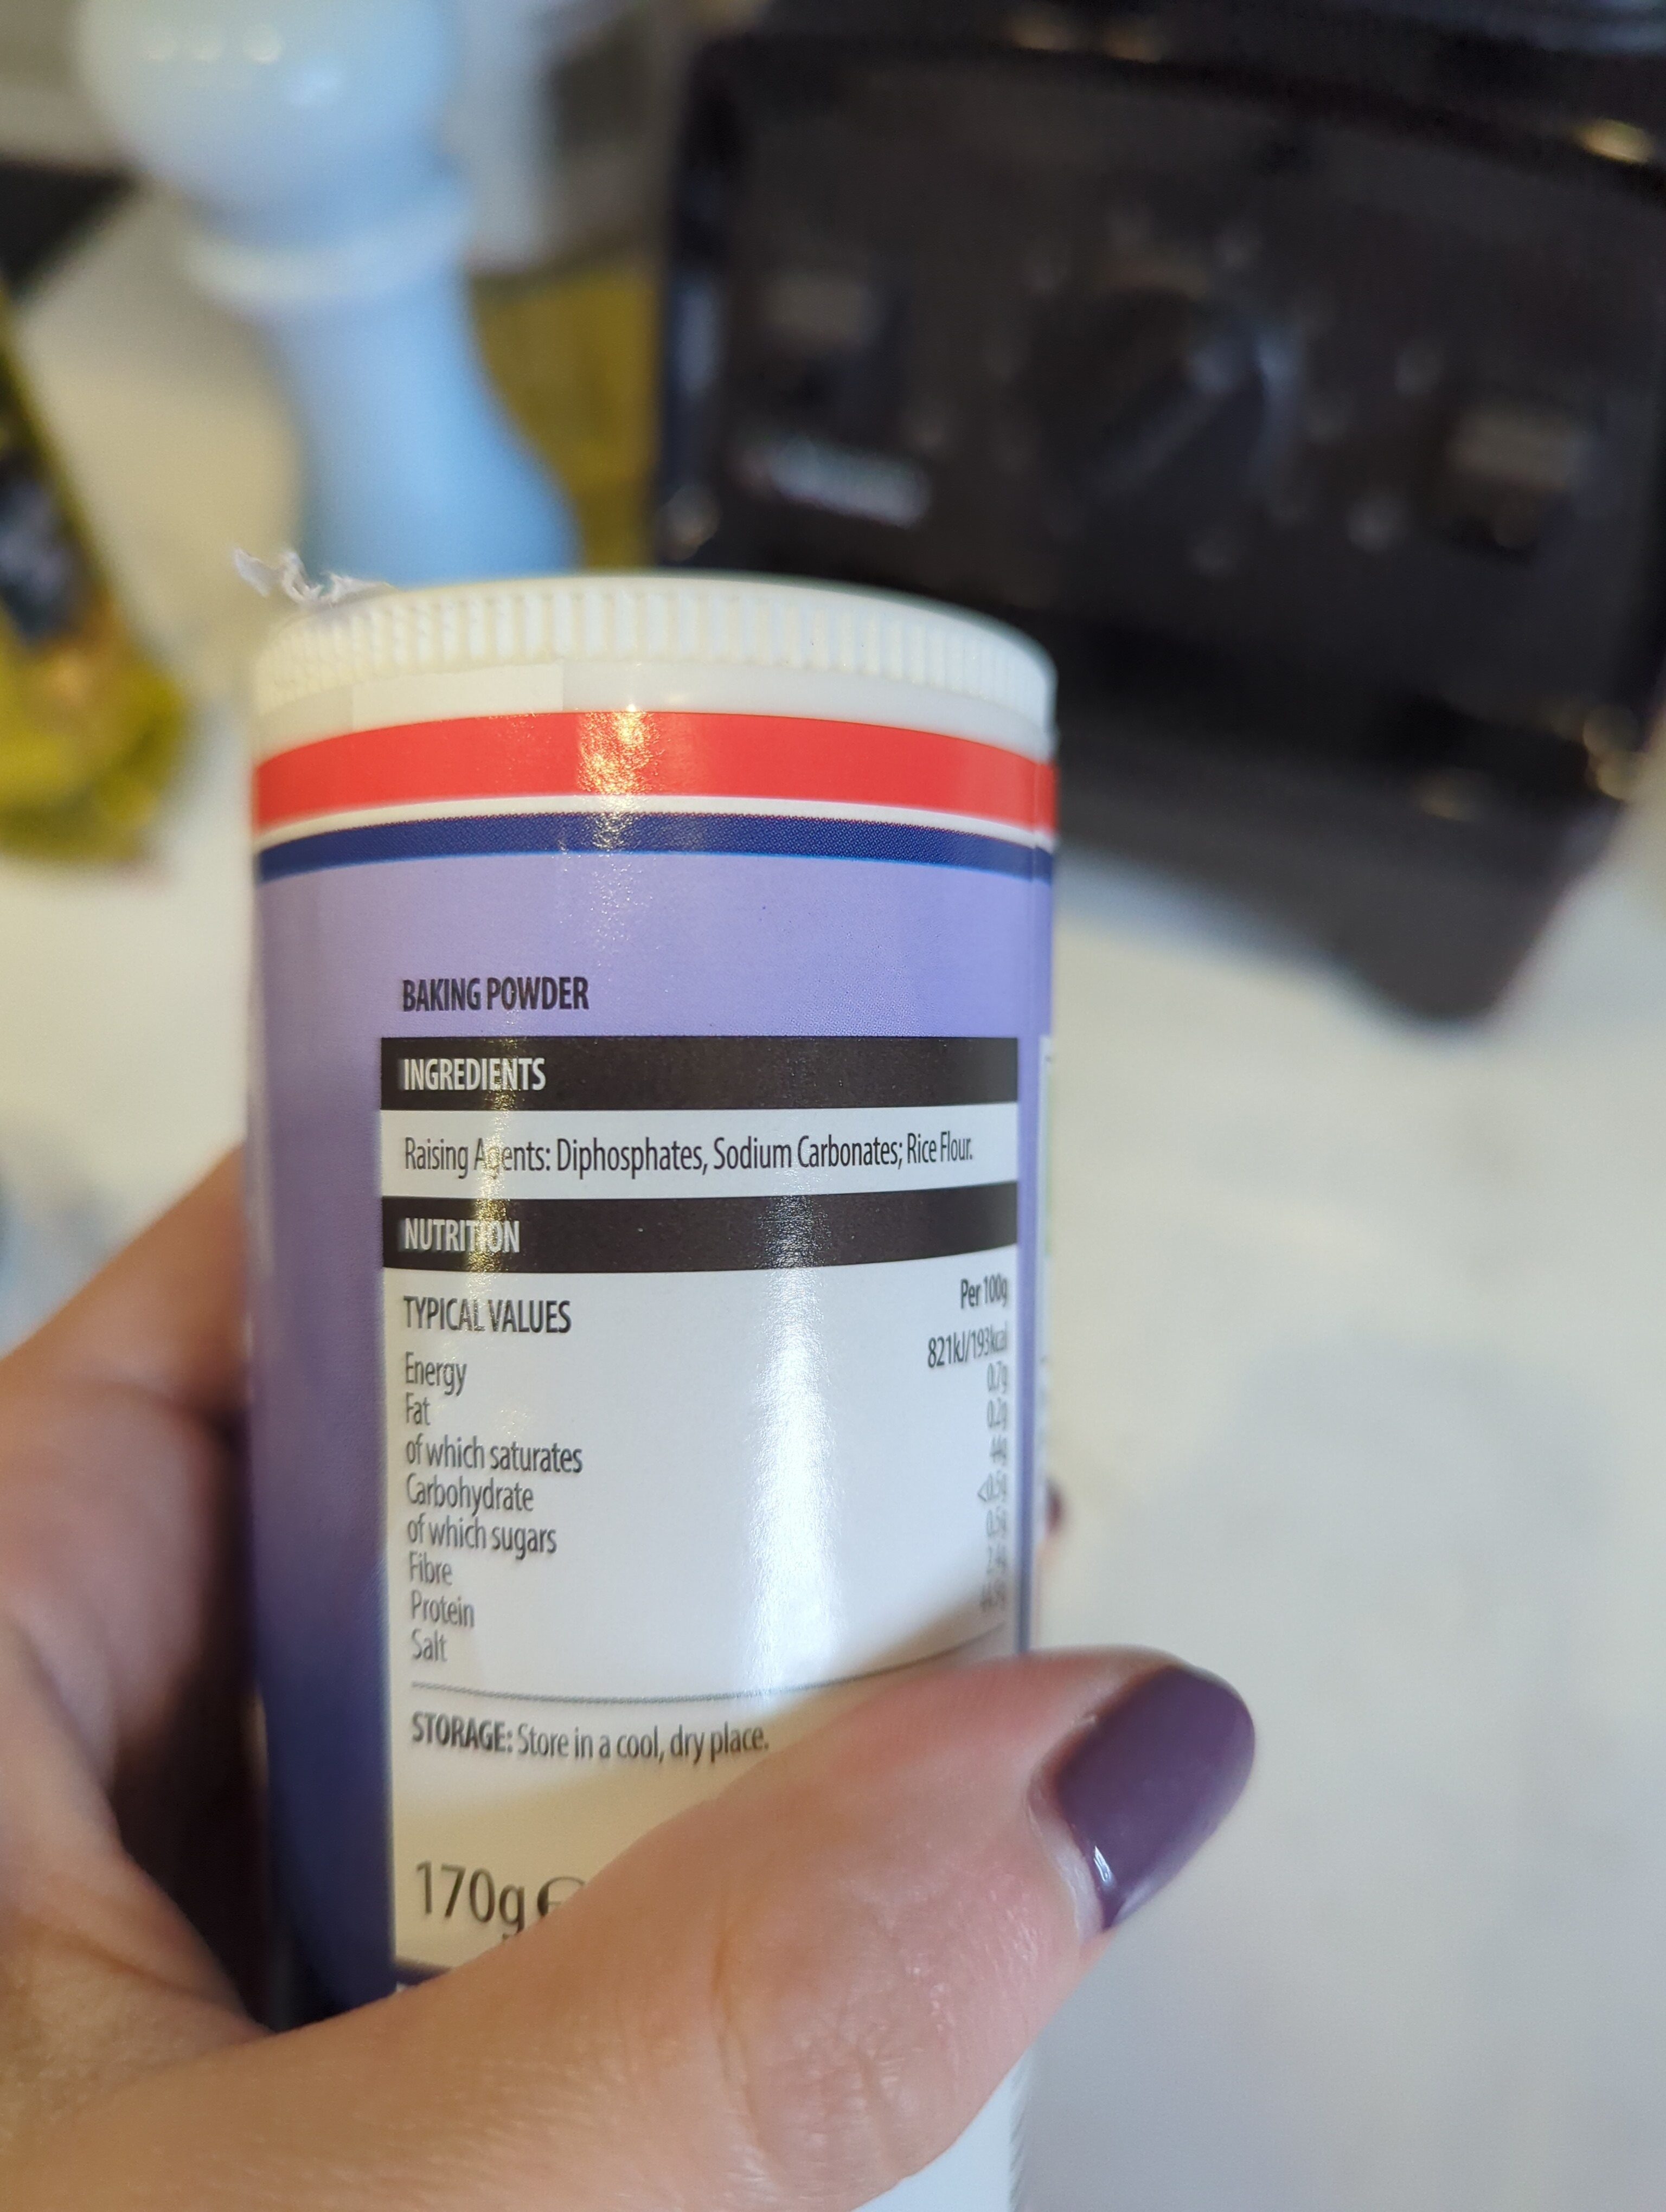 BAKING POWDER
INGREDIENTS
Raising Agents: Diphosphates, Sodium Carbonates; Rice Flour.
NUTRITION
TYPICAL VALUES Per 100g
Energy 821kJ/193kcal
Fat 0.7g
of which saturates 0.2g
Carbohydrate 44g
of which sugars <0.5g
Fibre 0.5g
Protein
Salt
STORAGE: Store in a cool, dry place.
170g e